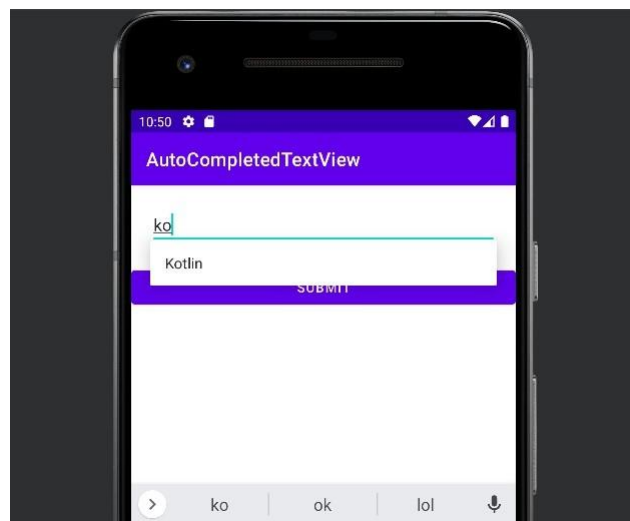 10:50
AutoCompletedTextView
ko
Kotlin
SUBMIT
ko ok lol